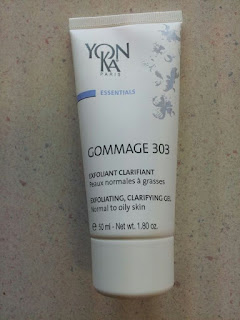 YON
KA
PARIS
ESSENTIALS
GOMMAGE 303
EXFOLIANT CLARIFIANT
Peaux normales à grasses
EXFOLIATING, CLARIFYING GEL
Normal to oily skin
℮ 50 ml - Net wt. 1.80 oz.